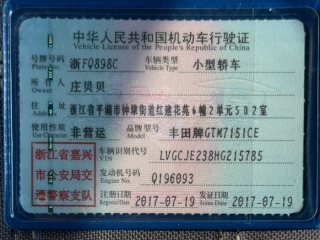 中华人民共和国机动车行驶证
Vehicle License of the People's Republic of China
号牌号码 浙FQ898C 车辆类型 小型轿车
Plate No. Vehicle Type
所有人 庄贝贝
Owner
住址 浙江省平湖市钟埭街道红建花苑6幢2单元502室
Address
使用性质 非营运 品牌型号 丰田牌GTM7151CE
Use Character Model
浙江省嘉兴
市公安局交
通警察支队
车辆识别代号 LVGCJE238HG215785
VIN
发动机号码 Q196093
Engine No.
注册日期 2017-07-19 发证日期 2017-07-19
Register Date Issue Date